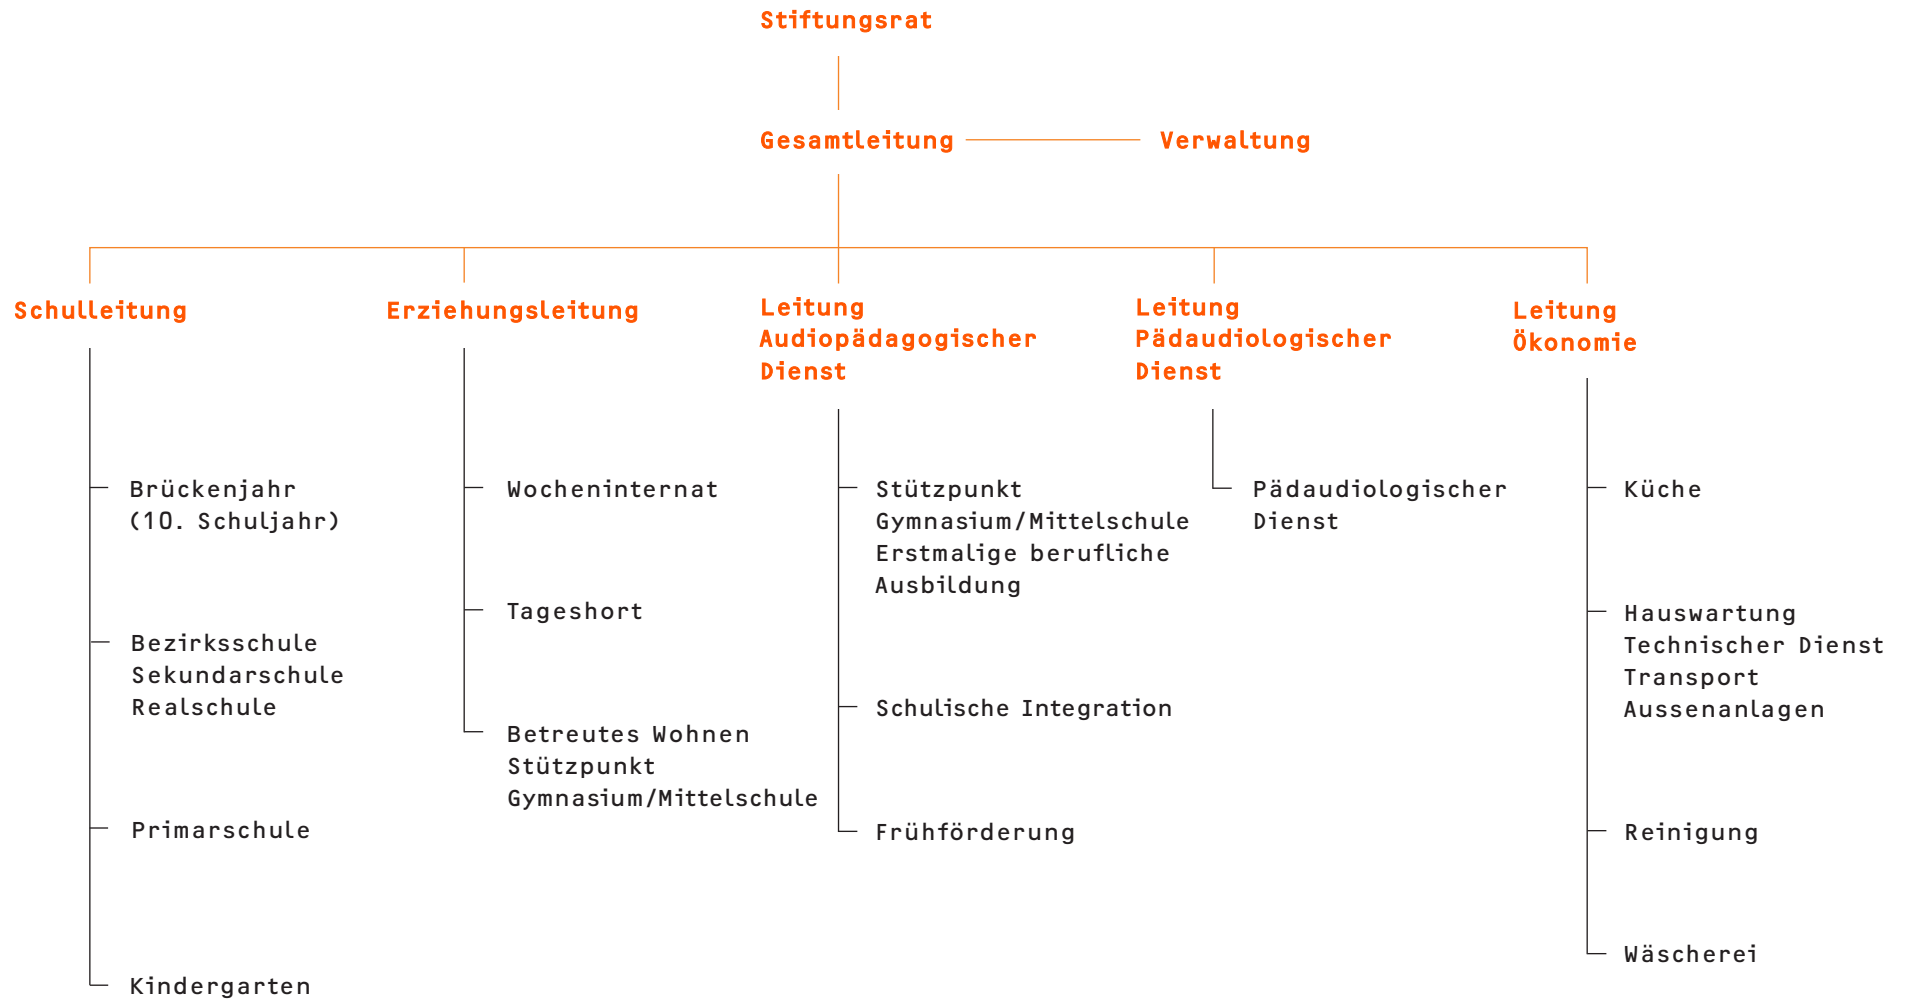 Stiftungsrat
Gesamtleitung
Verwaltung
Schulleitung
Brückenjahr
(10. Schuljahr)
Bezirksschule
Sekundarschule
Realschule
Primarschule
Kindergarten
Erziehungsleitung
Wocheninternat
Tageshort
Betreutes Wohnen
Stützpunkt
Gymnasium/Mittelschule
Leitung
Audiopädagogischer
Dienst
Stützpunkt
Gymnasium/Mittelschule
Erstmalige berufliche
Ausbildung
Schulische Integration
Frühförderung
Leitung
Pädaudiologischer
Dienst
Pädaudiologischer
Dienst
Leitung
Ökonomie
Küche
Hauswartung
Technischer Dienst
Transport
Aussenanlagen
Reinigung
Wäscherei